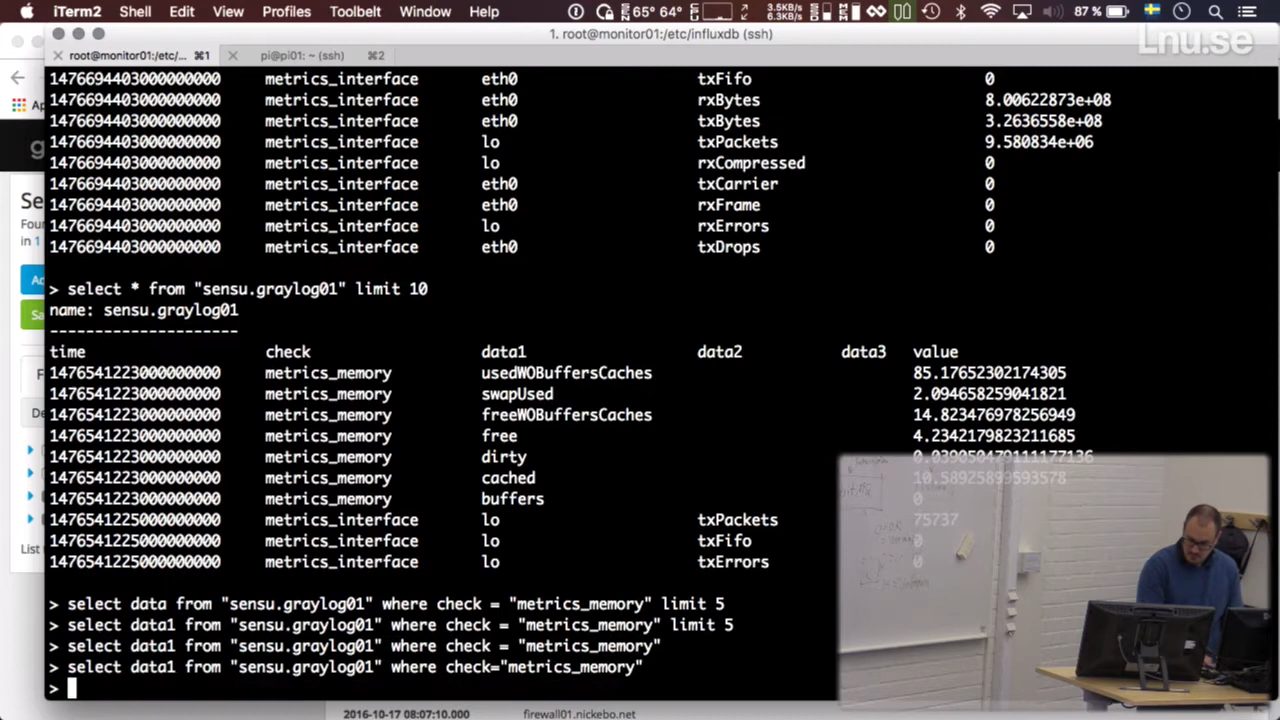 iTerm2 Shell Edit View Profiles Toolbelt Window Help 65° 64° 3.5KB/s 6.3KB/s 87 %
1. root@monitor01:/etc/influxdb (ssh)
Lnu.se
root@monitor01:/etc/... ⌘1 pi@pi01: ~ (ssh) ⌘2
1476694403000000000 metrics_interface eth0 txFifo 0
1476694403000000000 metrics_interface eth0 rxBytes 8.00622873e+08
1476694403000000000 metrics_interface eth0 txBytes 3.2636558e+08
1476694403000000000 metrics_interface lo txPackets 9.580834e+06
1476694403000000000 metrics_interface lo rxCompressed 0
1476694403000000000 metrics_interface eth0 txCarrier 0
1476694403000000000 metrics_interface eth0 rxFrame 0
1476694403000000000 metrics_interface lo rxErrors 0
1476694403000000000 metrics_interface eth0 txDrops 0
> select * from "sensu.graylog01" limit 10
name: sensu.graylog01
---------------------
time check data1 data2 data3 value
1476541223000000000 metrics_memory usedWOBuffersCaches 85.17652302174305
1476541223000000000 metrics_memory swapUsed 2.094658259041821
1476541223000000000 metrics_memory freeWOBuffersCaches 14.823476978256949
1476541223000000000 metrics_memory free 4.2342179823211685
1476541223000000000 metrics_memory dirty 0.039050479111177136
1476541223000000000 metrics_memory cached 10.58925899593578
1476541223000000000 metrics_memory buffers 0
1476541225000000000 metrics_interface lo txPackets 75737
1476541225000000000 metrics_interface lo txFifo 0
1476541225000000000 metrics_interface lo txErrors 0
> select data from "sensu.graylog01" where check = "metrics_memory" limit 5
> select data1 from "sensu.graylog01" where check = "metrics_memory" limit 5
> select data1 from "sensu.graylog01" where check = "metrics_memory"
> select data1 from "sensu.graylog01" where check="metrics_memory"
>
2016-10-17 08:07:10.000 firewall01.nickebo.net